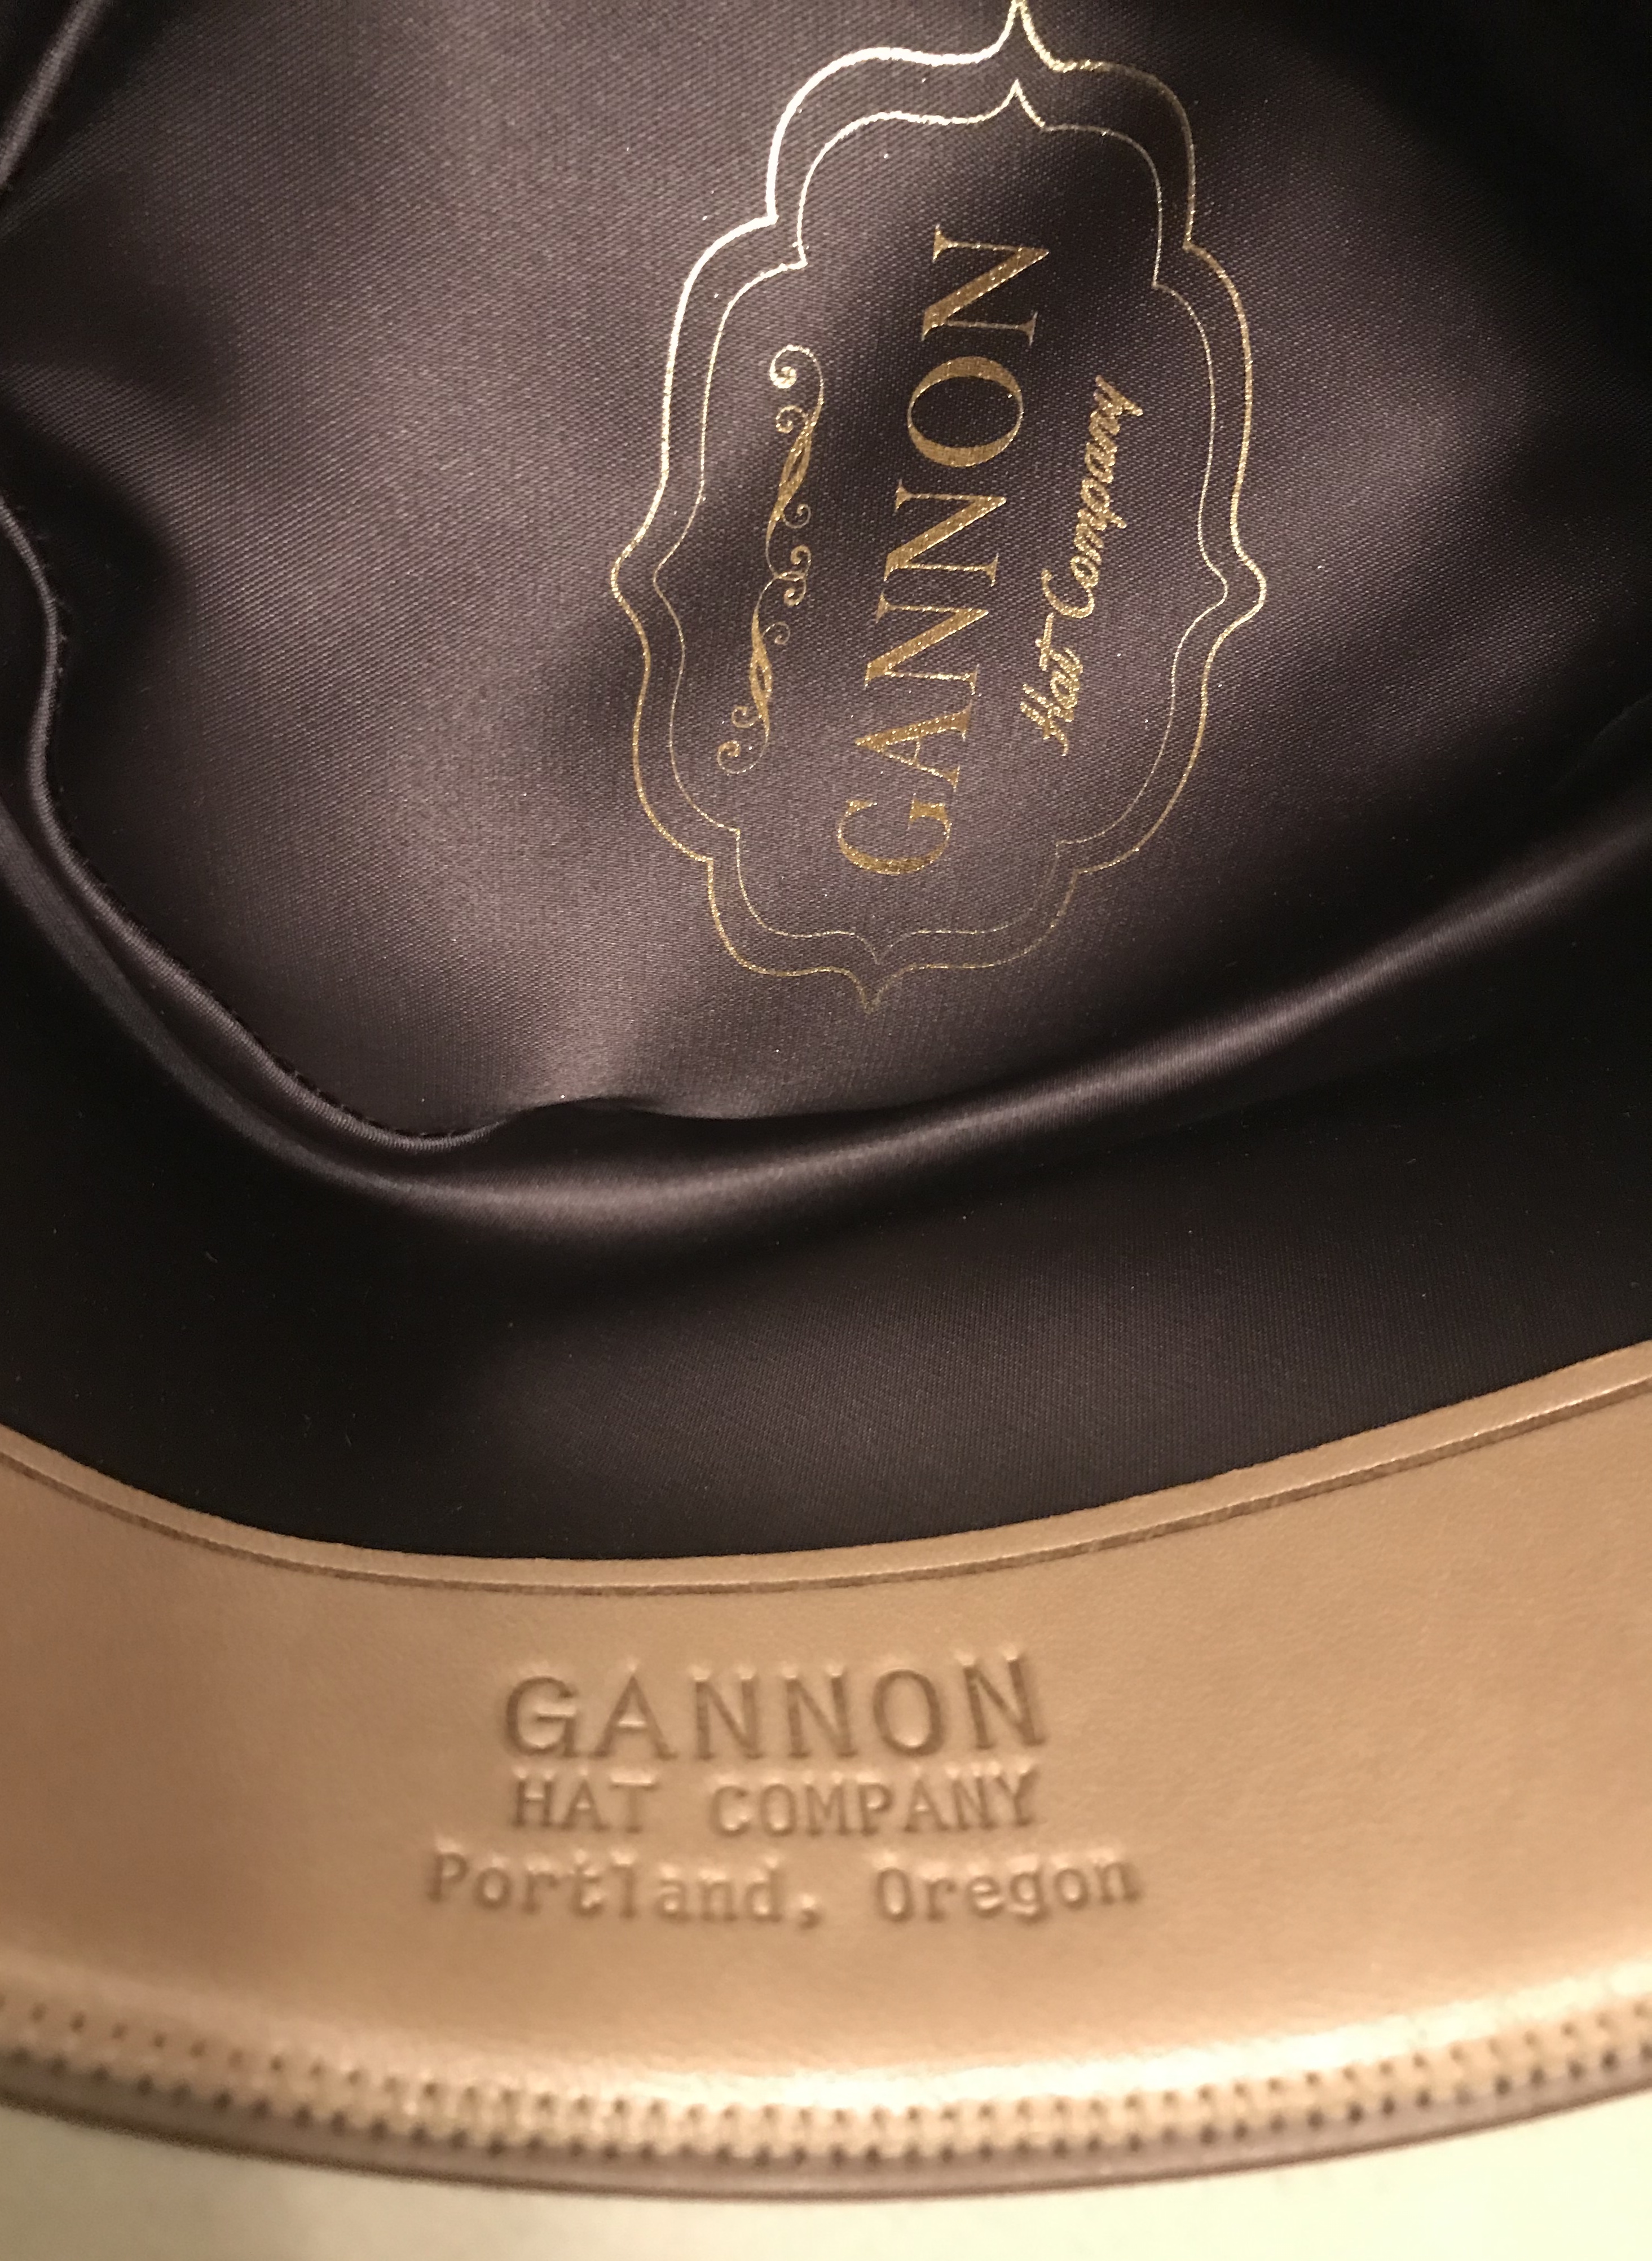 GANNON
Hat Company
GANNON
HAT COMPANY
Portland, Oregon